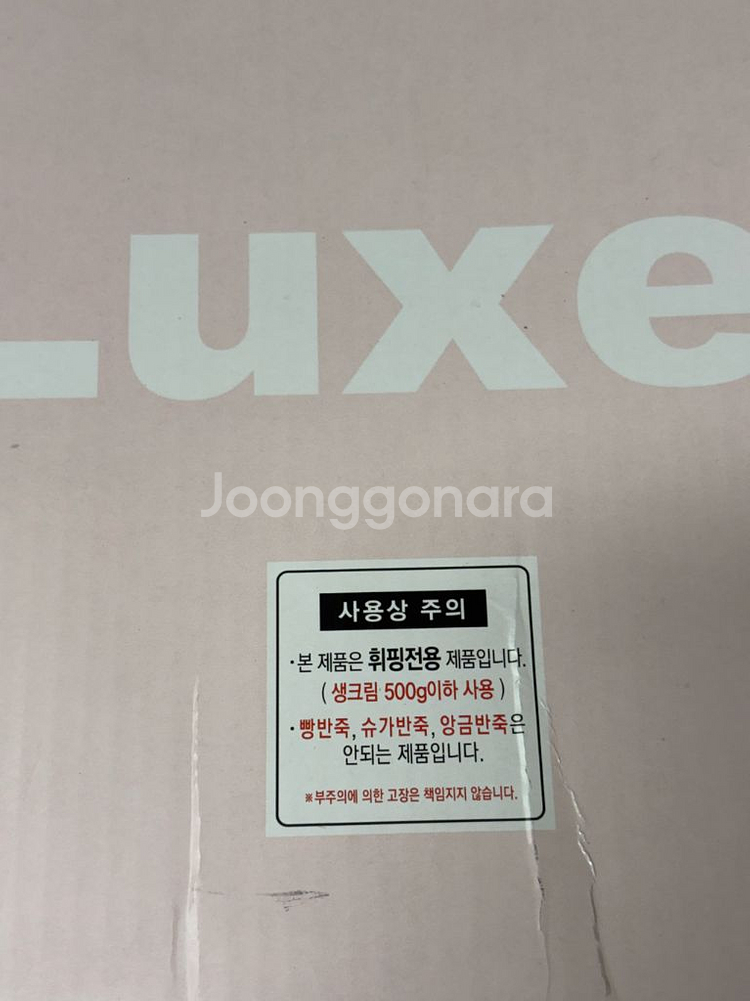 Luxe
Joonggonara
사용상 주의
·본 제품은 휘핑전용 제품입니다.
( 생크림 500g이하 사용 )
·빵반죽, 슈가반죽, 앙금반죽은
안되는 제품입니다.
※부주의에 의한 고장은 책임지지 않습니다.